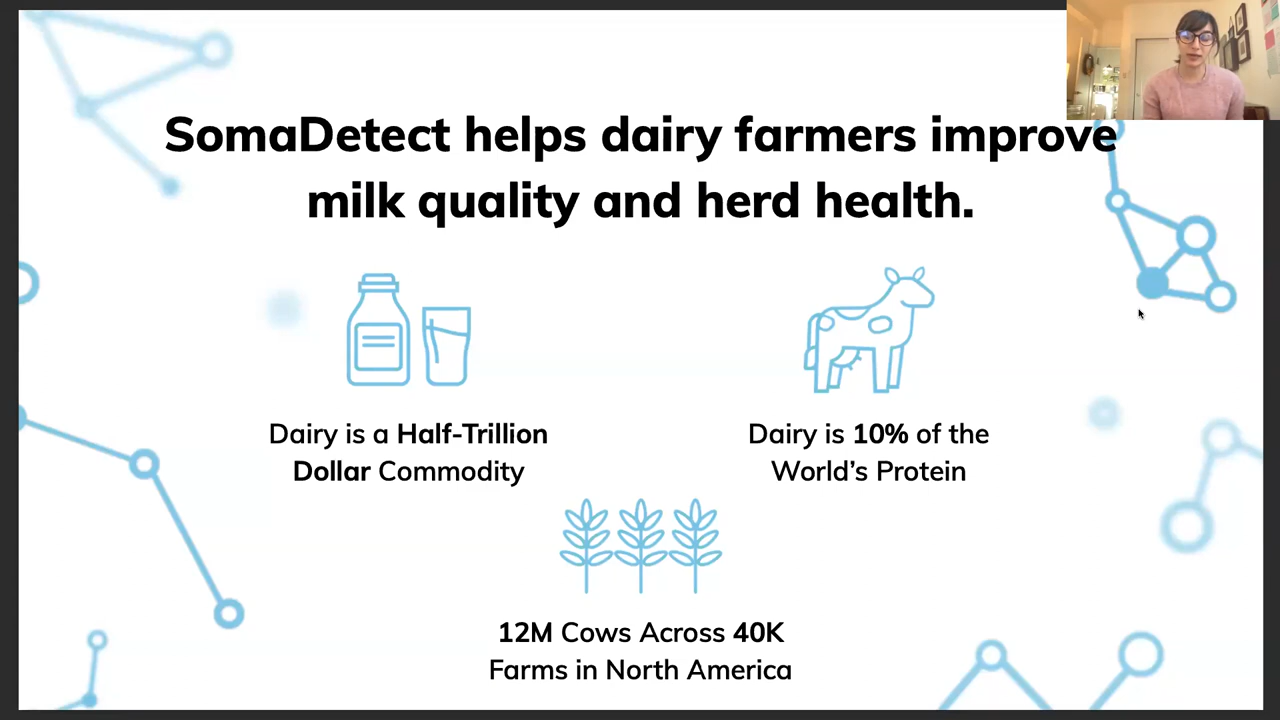 SomaDetect helps dairy farmers improve
milk quality and herd health.
Dairy is a Half-Trillion
Dollar Commodity
Dairy is 10% of the
World's Protein
12M Cows Across 40K
Farms in North America